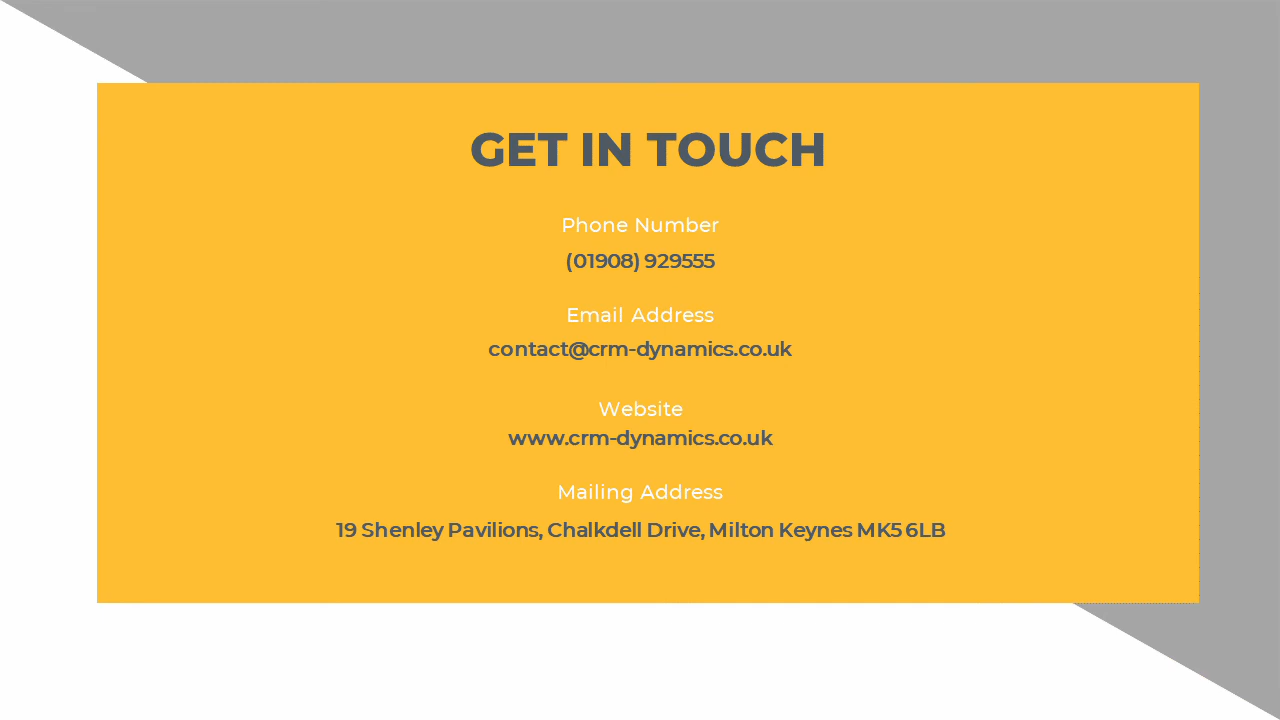 GET IN TOUCH
Phone Number
(01908) 929555
Email Address
contact@crm-dynamics.co.uk
Website
www.crm-dynamics.co.uk
Mailing Address
19 Shenley Pavilions, Chalkdell Drive, Milton Keynes MK5 6LB